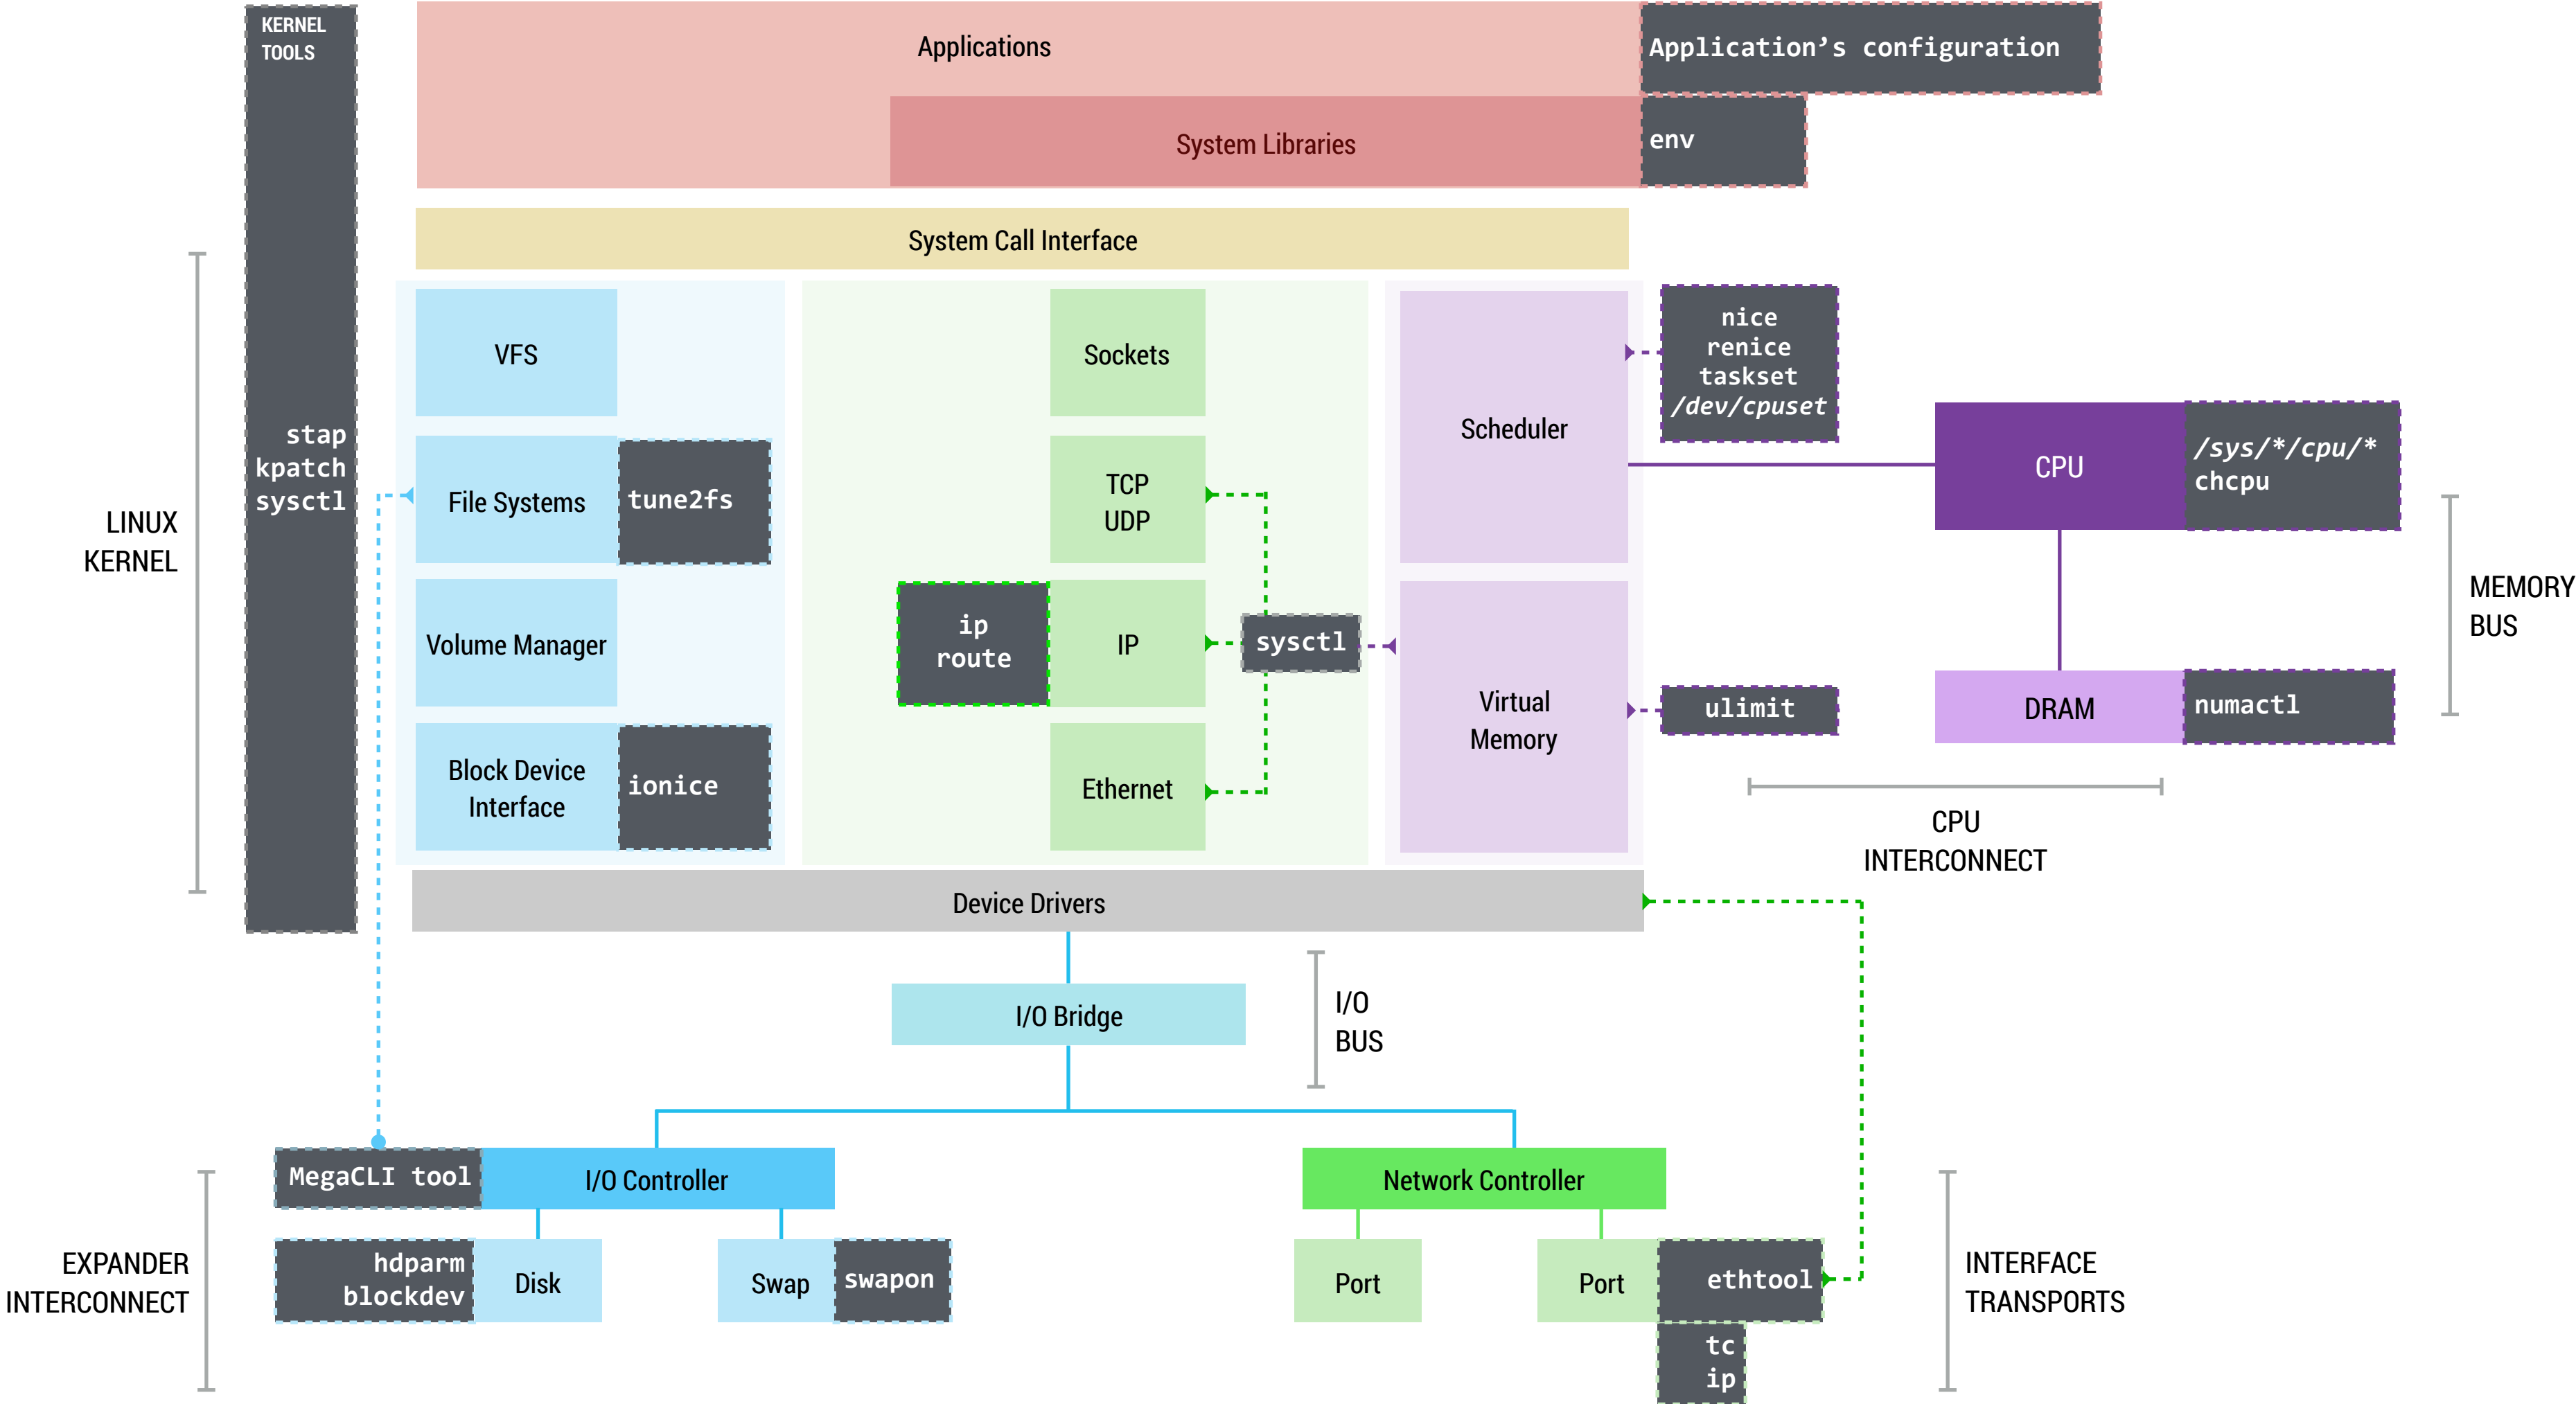 KERNEL
TOOLS
Applications
Application’s configuration
System Libraries
env
System Call Interface
LINUX
KERNEL
stap
kpatch
sysctl
VFS
File Systems
tune2fs
Volume Manager
Block Device
Interface
ionice
Sockets
TCP
UDP
ip
route
IP
sysctl
Ethernet
Scheduler
nice
renice
taskset
/dev/cpuset
Virtual
Memory
ulimit
CPU
/sys/*/cpu/*
chcpu
DRAM
numactl
MEMORY
BUS
CPU
INTERCONNECT
Device Drivers
I/O Bridge
I/O
BUS
MegaCLI tool
I/O Controller
Network Controller
EXPANDER
INTERCONNECT
hdparm
blockdev
Disk
Swap
swapon
Port
Port
ethtool
tc
ip
INTERFACE
TRANSPORTS